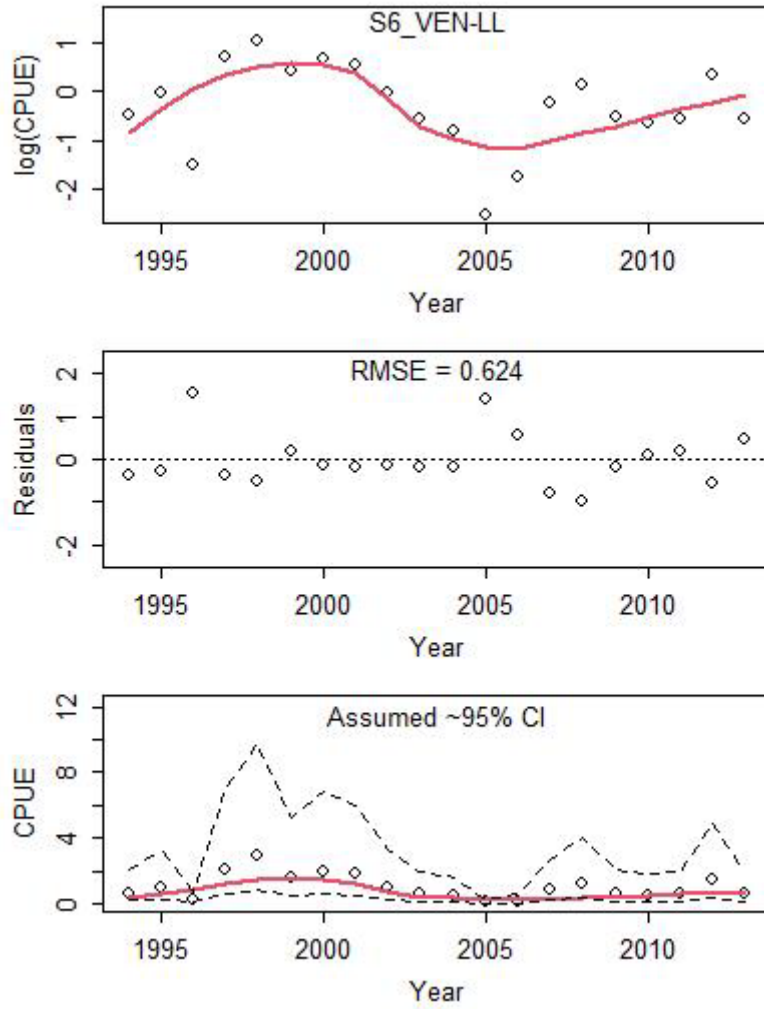 S6_VEN-LL
log(CPUE)
1
0
-1
-2
1995 2000 2005 2010
Year
RMSE = 0.624
Residuals
2
1
0
-2
1995 2000 2005 2010
Year
Assumed ~95% CI
CPUE
12
8
4
0
1995 2000 2005 2010
Year